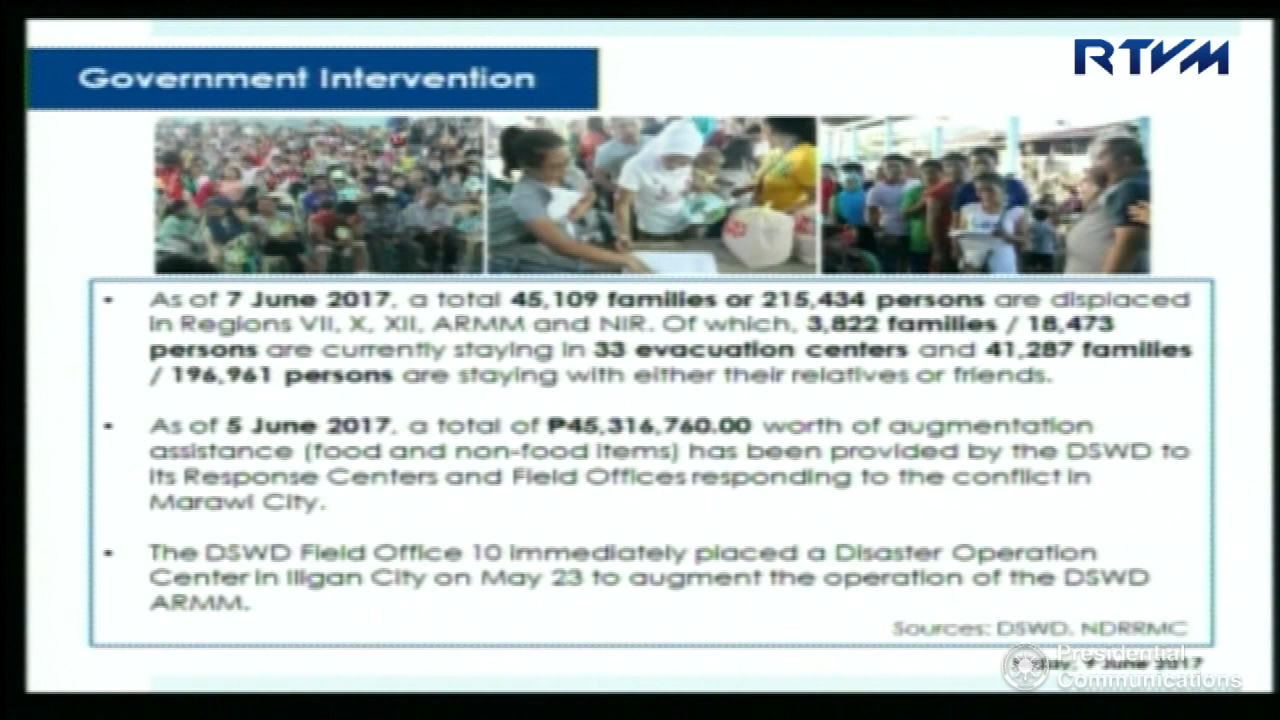 RTVM
Government Intervention
• As of 7 June 2017, a total 45,109 families or 215,434 persons are displaced
in Regions VII, X, XII, ARMM and NIR. Of which, 3,822 families / 18,473
persons are currently staying in 33 evacuation centers and 41,287 families
/ 196,961 persons are staying with either their relatives or friends.
• As of 5 June 2017, a total of ₱45,316,760.00 worth of augmentation
assistance (food and non-food items) has been provided by the DSWD to
its Response Centers and Field Offices responding to the conflict in
Marawi City.
• The DSWD Field Office 10 immediately placed a Disaster Operation
Center in Iligan City on May 23 to augment the operation of the DSWD
ARMM.
Sources: DSWD, NDRRMC
9 June 2017
Presidential
Communications